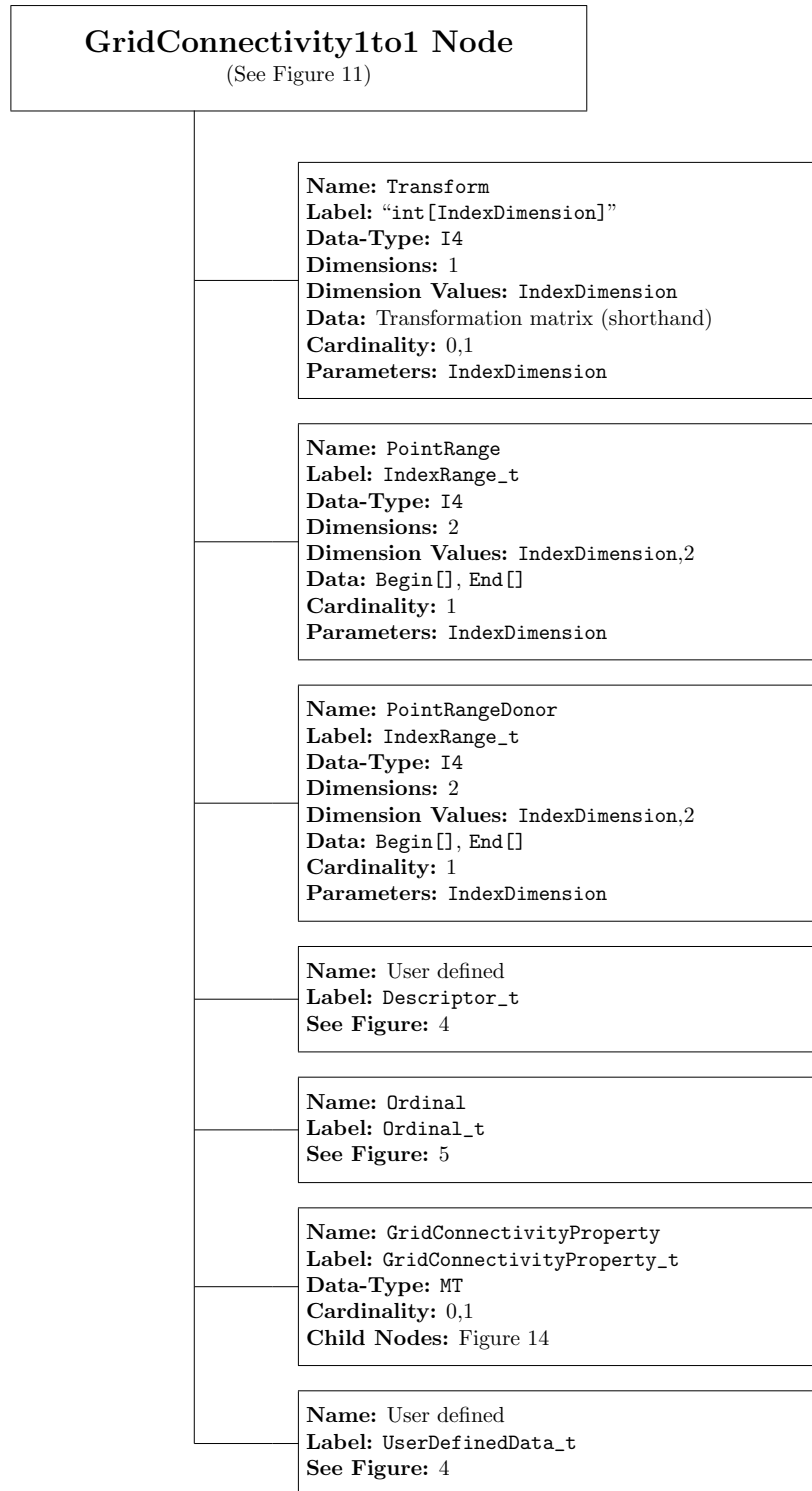 GridConnectivity1to1 Node
(See Figure 11)
Name: Transform
Label: “int[IndexDimension]”
Data-Type: I4
Dimensions: 1
Dimension Values: IndexDimension
Data: Transformation matrix (shorthand)
Cardinality: 0,1
Parameters: IndexDimension
Name: PointRange
Label: IndexRange_t
Data-Type: I4
Dimensions: 2
Dimension Values: IndexDimension,2
Data: Begin[], End[]
Cardinality: 1
Parameters: IndexDimension
Name: PointRangeDonor
Label: IndexRange_t
Data-Type: I4
Dimensions: 2
Dimension Values: IndexDimension,2
Data: Begin[], End[]
Cardinality: 1
Parameters: IndexDimension
Name: User defined
Label: Descriptor_t
See Figure: 4
Name: Ordinal
Label: Ordinal_t
See Figure: 5
Name: GridConnectivityProperty
Label: GridConnectivityProperty_t
Data-Type: MT
Cardinality: 0,1
Child Nodes: Figure 14
Name: User defined
Label: UserDefinedData_t
See Figure: 4